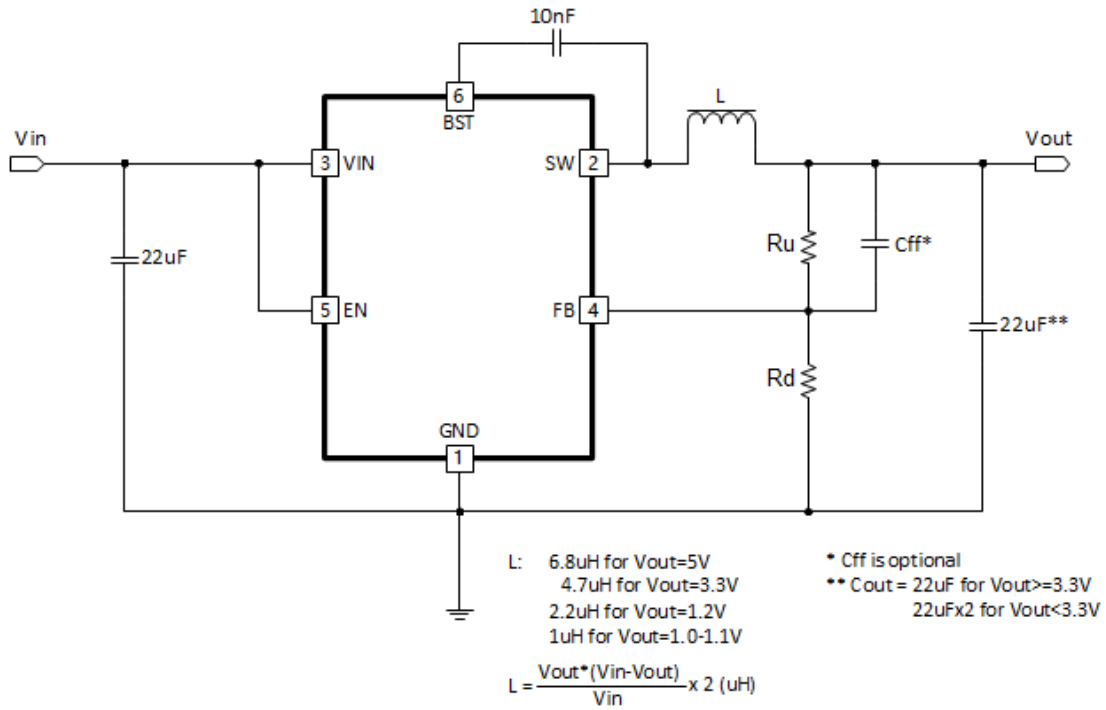 10nF
6
BST
L
Vin
3 VIN
SW 2
Vout
22uF
Ru
Cff*
5 EN
FB 4
22uF**
Rd
GND
1
L: 6.8uH for Vout=5V
4.7uH for Vout=3.3V
2.2uH for Vout=1.2V
1uH for Vout=1.0-1.1V
* Cff is optional
** Cout = 22uF for Vout>=3.3V
22uFx2 for Vout<3.3V
L = Vout*(Vin-Vout)
Vin
x 2 (uH)